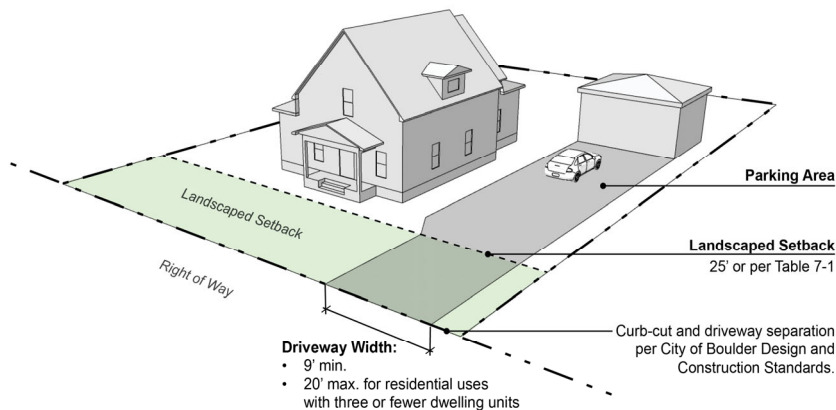 Landscaped Setback
Right of Way
Parking Area
Landscaped Setback
25' or per Table 7-1
Curb-cut and driveway separation
per City of Boulder Design and
Construction Standards.
Driveway Width:
• 9' min.
• 20' max. for residential uses
with three or fewer dwelling units